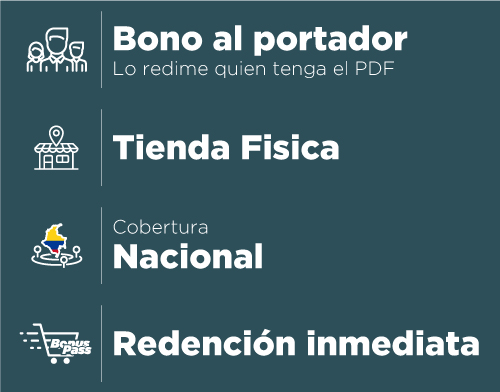 Bono al portador
Lo redime quien tenga el PDF
Tienda Fisica
Cobertura
Nacional
Bonus
Pass
Redención inmediata